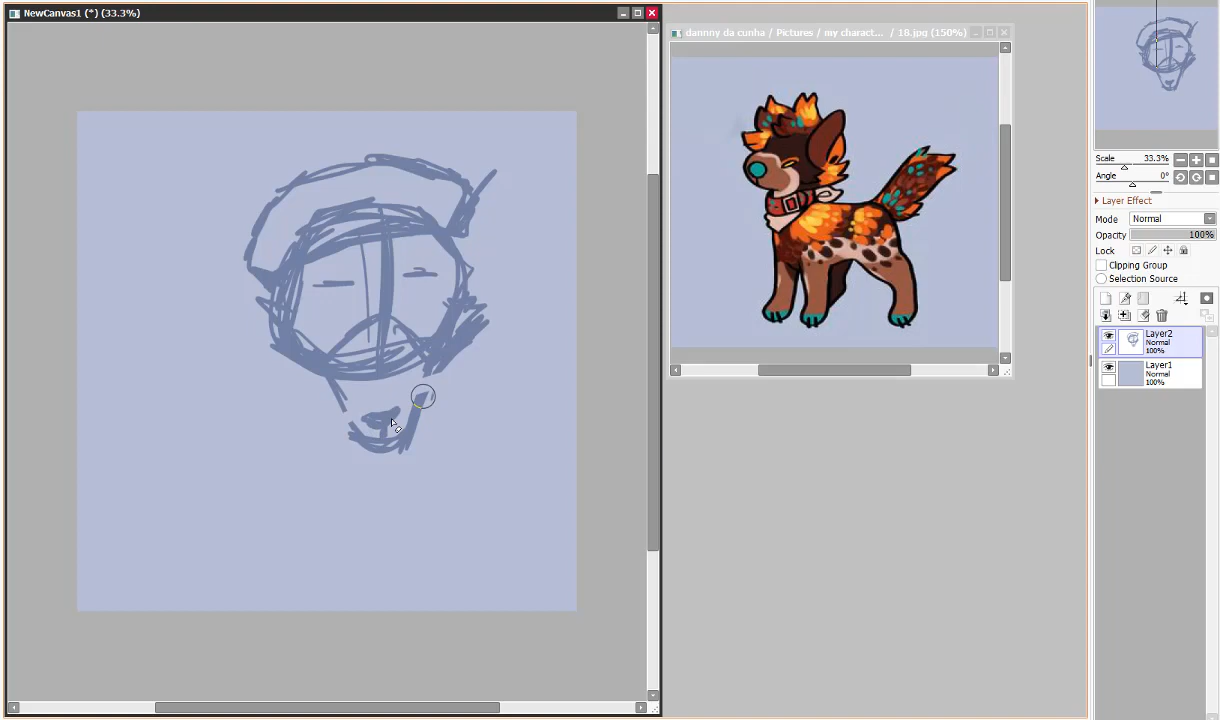 NewCanvas1 (*) (33.3%)
dannny da cunha / Pictures / my charact... / 18.jpg (150%)
Scale 33.3%
Angle 0°
Layer Effect
Mode Normal
Opacity 100%
Lock
Clipping Group
Selection Source
Layer2
Normal
100%
Layer1
Normal
100%